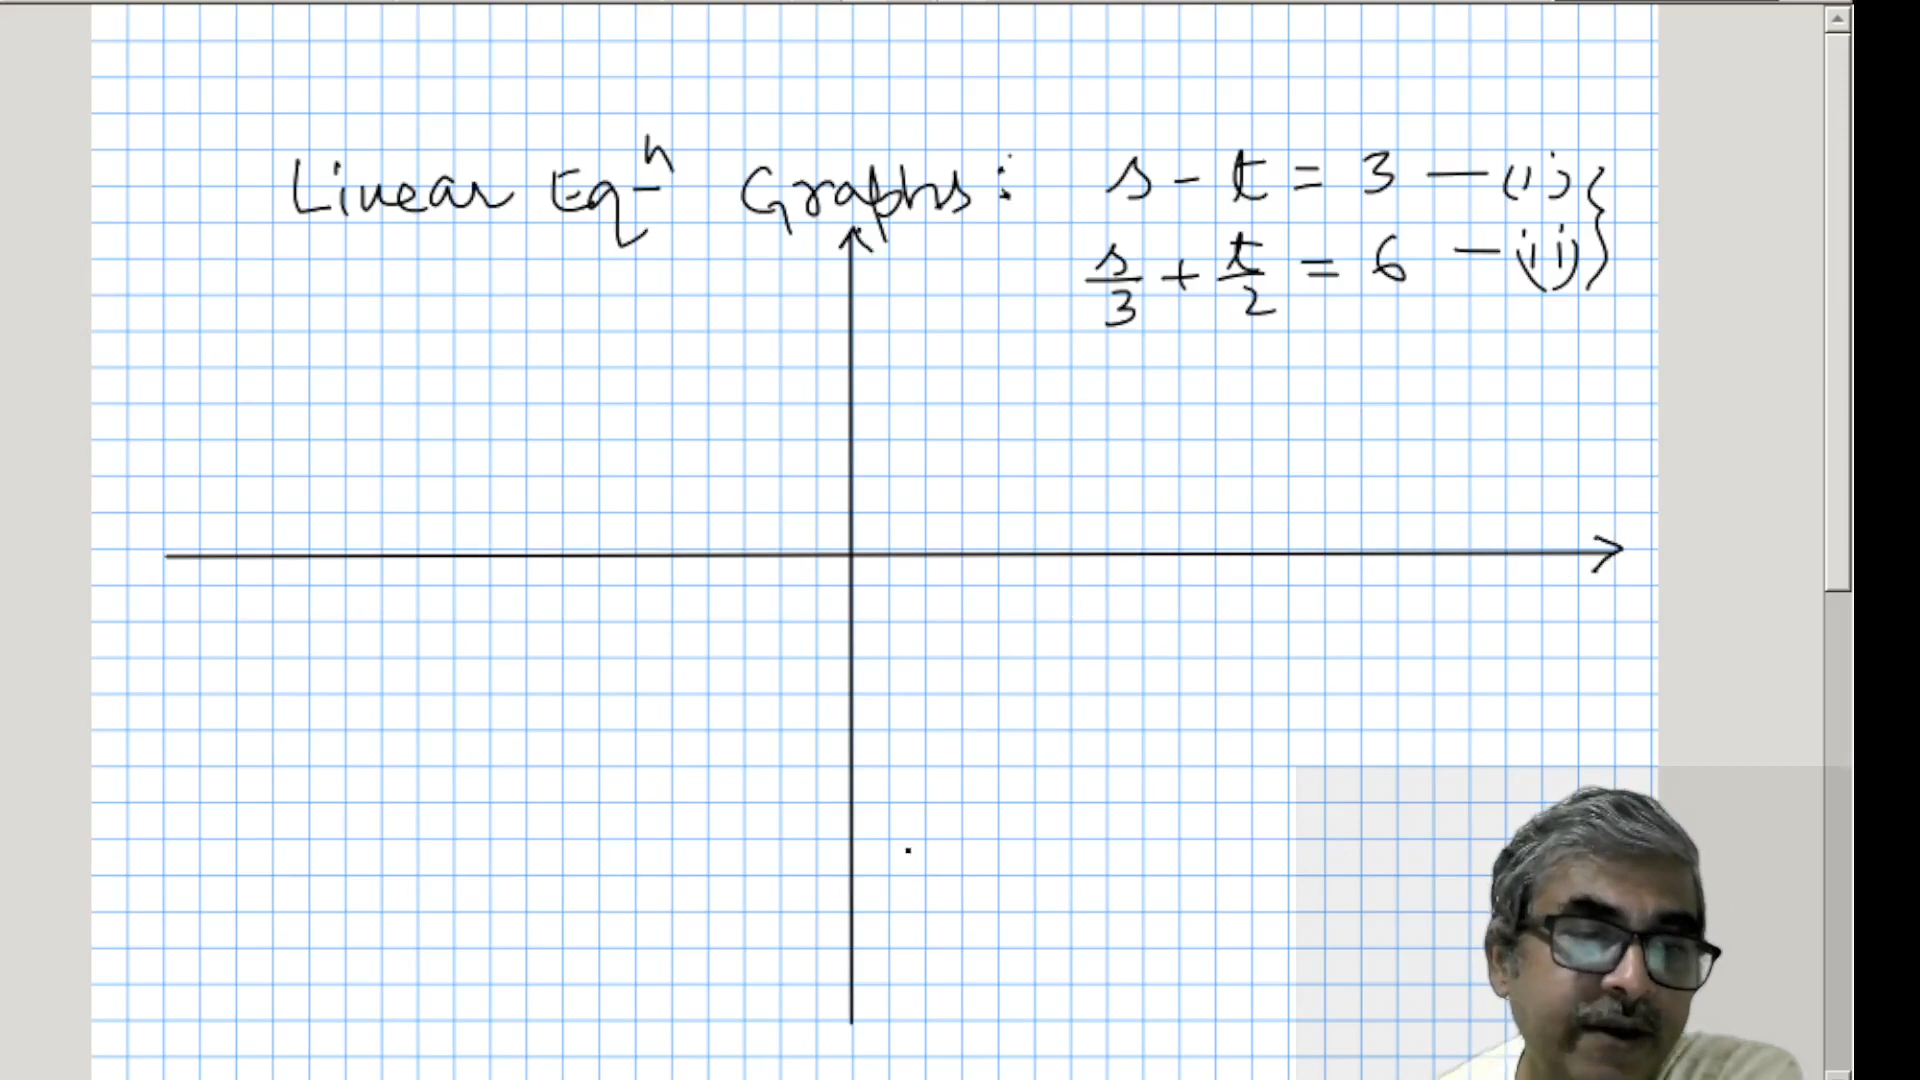 Linear Eqⁿ Graphs:
s - t = 3 — (i)
s/3 + t/2 = 6 — (ii)